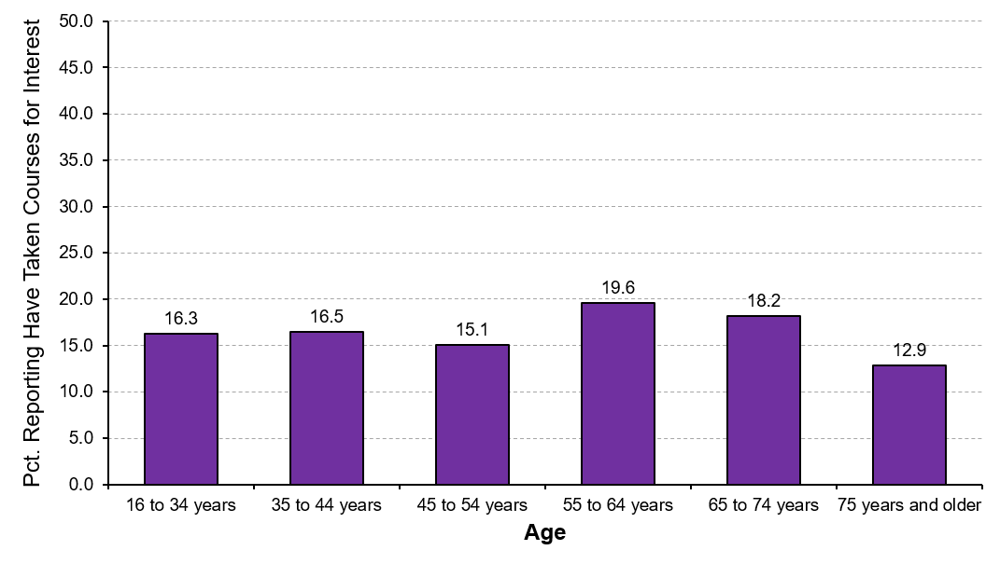 Pct. Reporting Have Taken Courses for Interest
50.0
45.0
40.0
35.0
30.0
25.0
20.0
15.0
10.0
5.0
0.0
16.3
16.5
15.1
19.6
18.2
12.9
16 to 34 years
35 to 44 years
45 to 54 years
55 to 64 years
65 to 74 years
75 years and older
Age